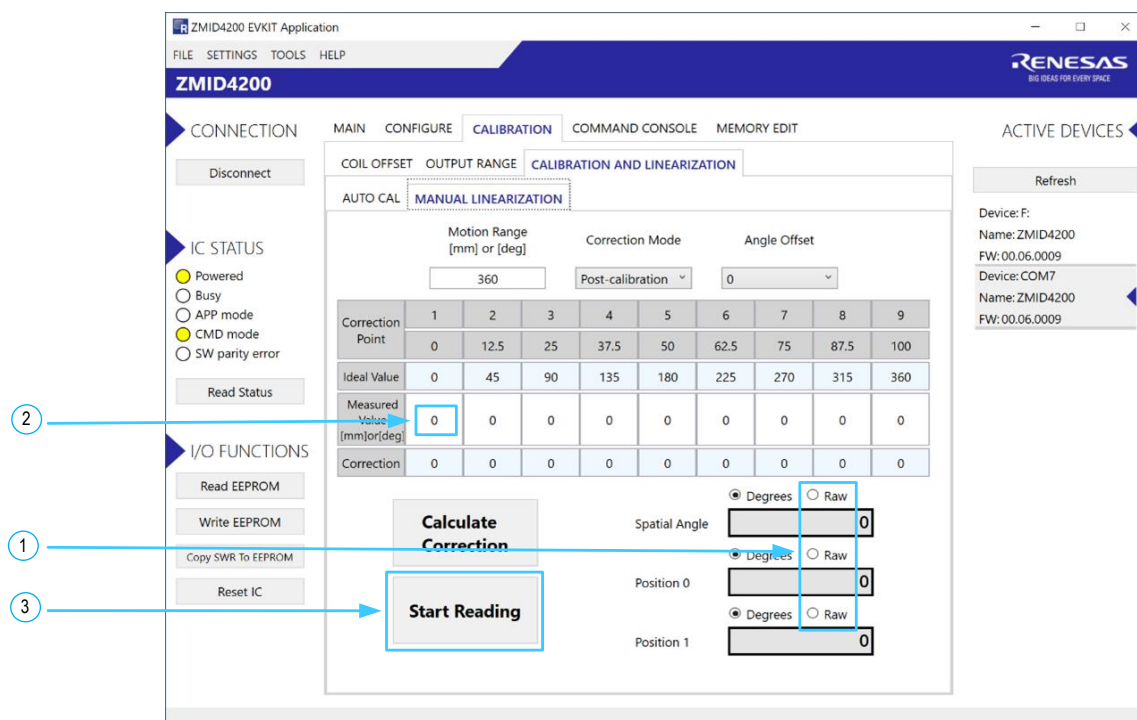 ZMID4200 EVKIT Application
FILE SETTINGS TOOLS HELP
RENESAS
BIG IDEAS FOR EVERY SPACE
ZMID4200
CONNECTION
Disconnect
IC STATUS
Powered
Busy
APP mode
CMD mode
SW parity error
Read Status
I/O FUNCTIONS
Read EEPROM
Write EEPROM
Copy SWR To EEPROM
Reset IC
MAIN CONFIGURE CALIBRATION COMMAND CONSOLE MEMORY EDIT
COIL OFFSET OUTPUT RANGE CALIBRATION AND LINEARIZATION
AUTO CAL MANUAL LINEARIZATION
Motion Range
[mm] or [deg]
Correction Mode
Angle Offset
360 Post-calibration 0
Correction
Point
1 2 3 4 5 6 7 8 9
0 12.5 25 37.5 50 62.5 75 87.5 100
Ideal Value 0 45 90 135 180 225 270 315 360
Measured
Value
[mm]or[deg]
0 0 0 0 0 0 0 0 0
Correction 0 0 0 0 0 0 0 0 0
Calculate
Correction
Start Reading
Degrees Raw
Spatial Angle 0
Degrees Raw
Position 0 0
Degrees Raw
Position 1 0
ACTIVE DEVICES
Refresh
Device: F:
Name: ZMID4200
FW: 00.06.0009
Device: COM7
Name: ZMID4200
FW: 00.06.0009
2
1
3